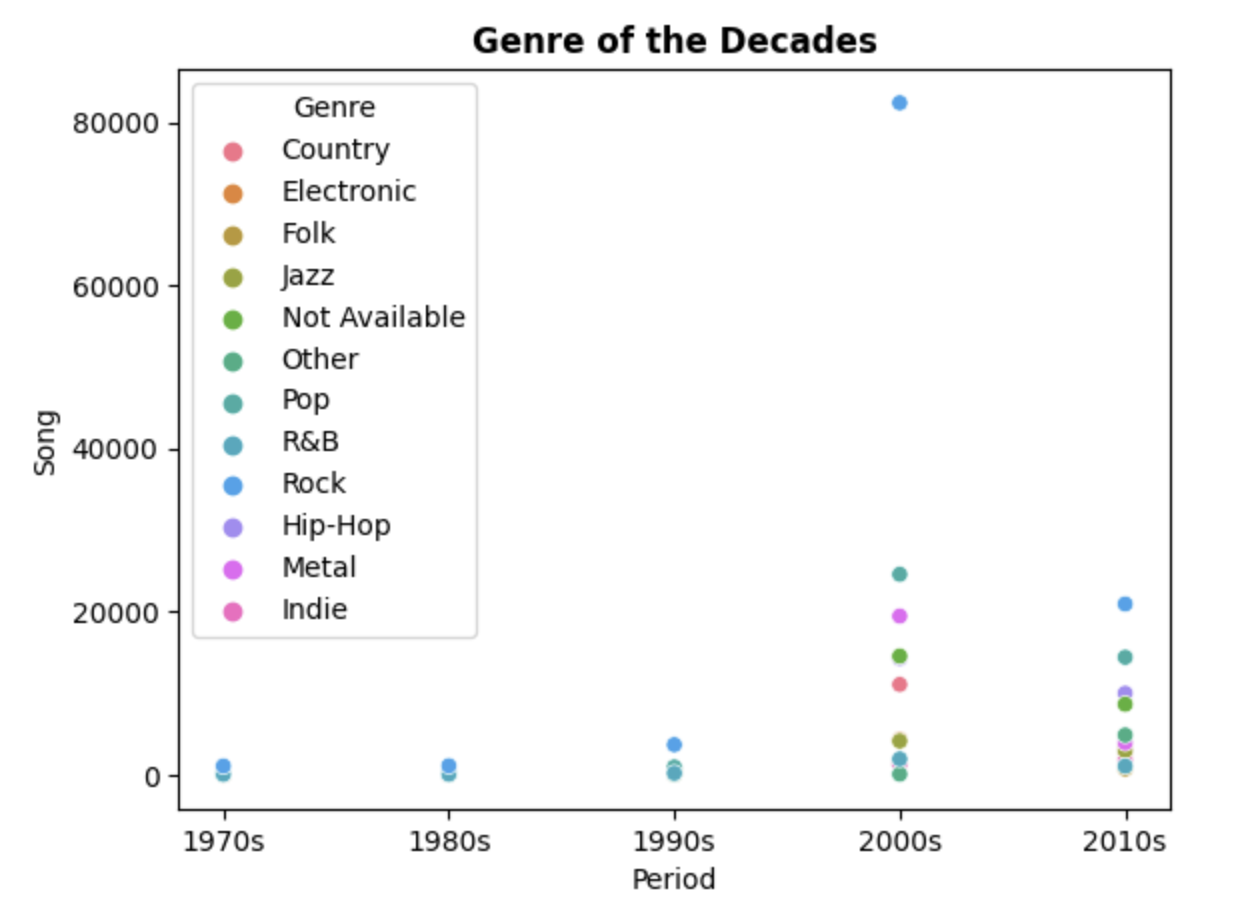 Genre of the Decades
80000
60000
40000
20000
0
Song
Genre
Country
Electronic
Folk
Jazz
Not Available
Other
Pop
R&B
Rock
Hip-Hop
Metal
Indie
1970s 1980s 1990s 2000s 2010s
Period